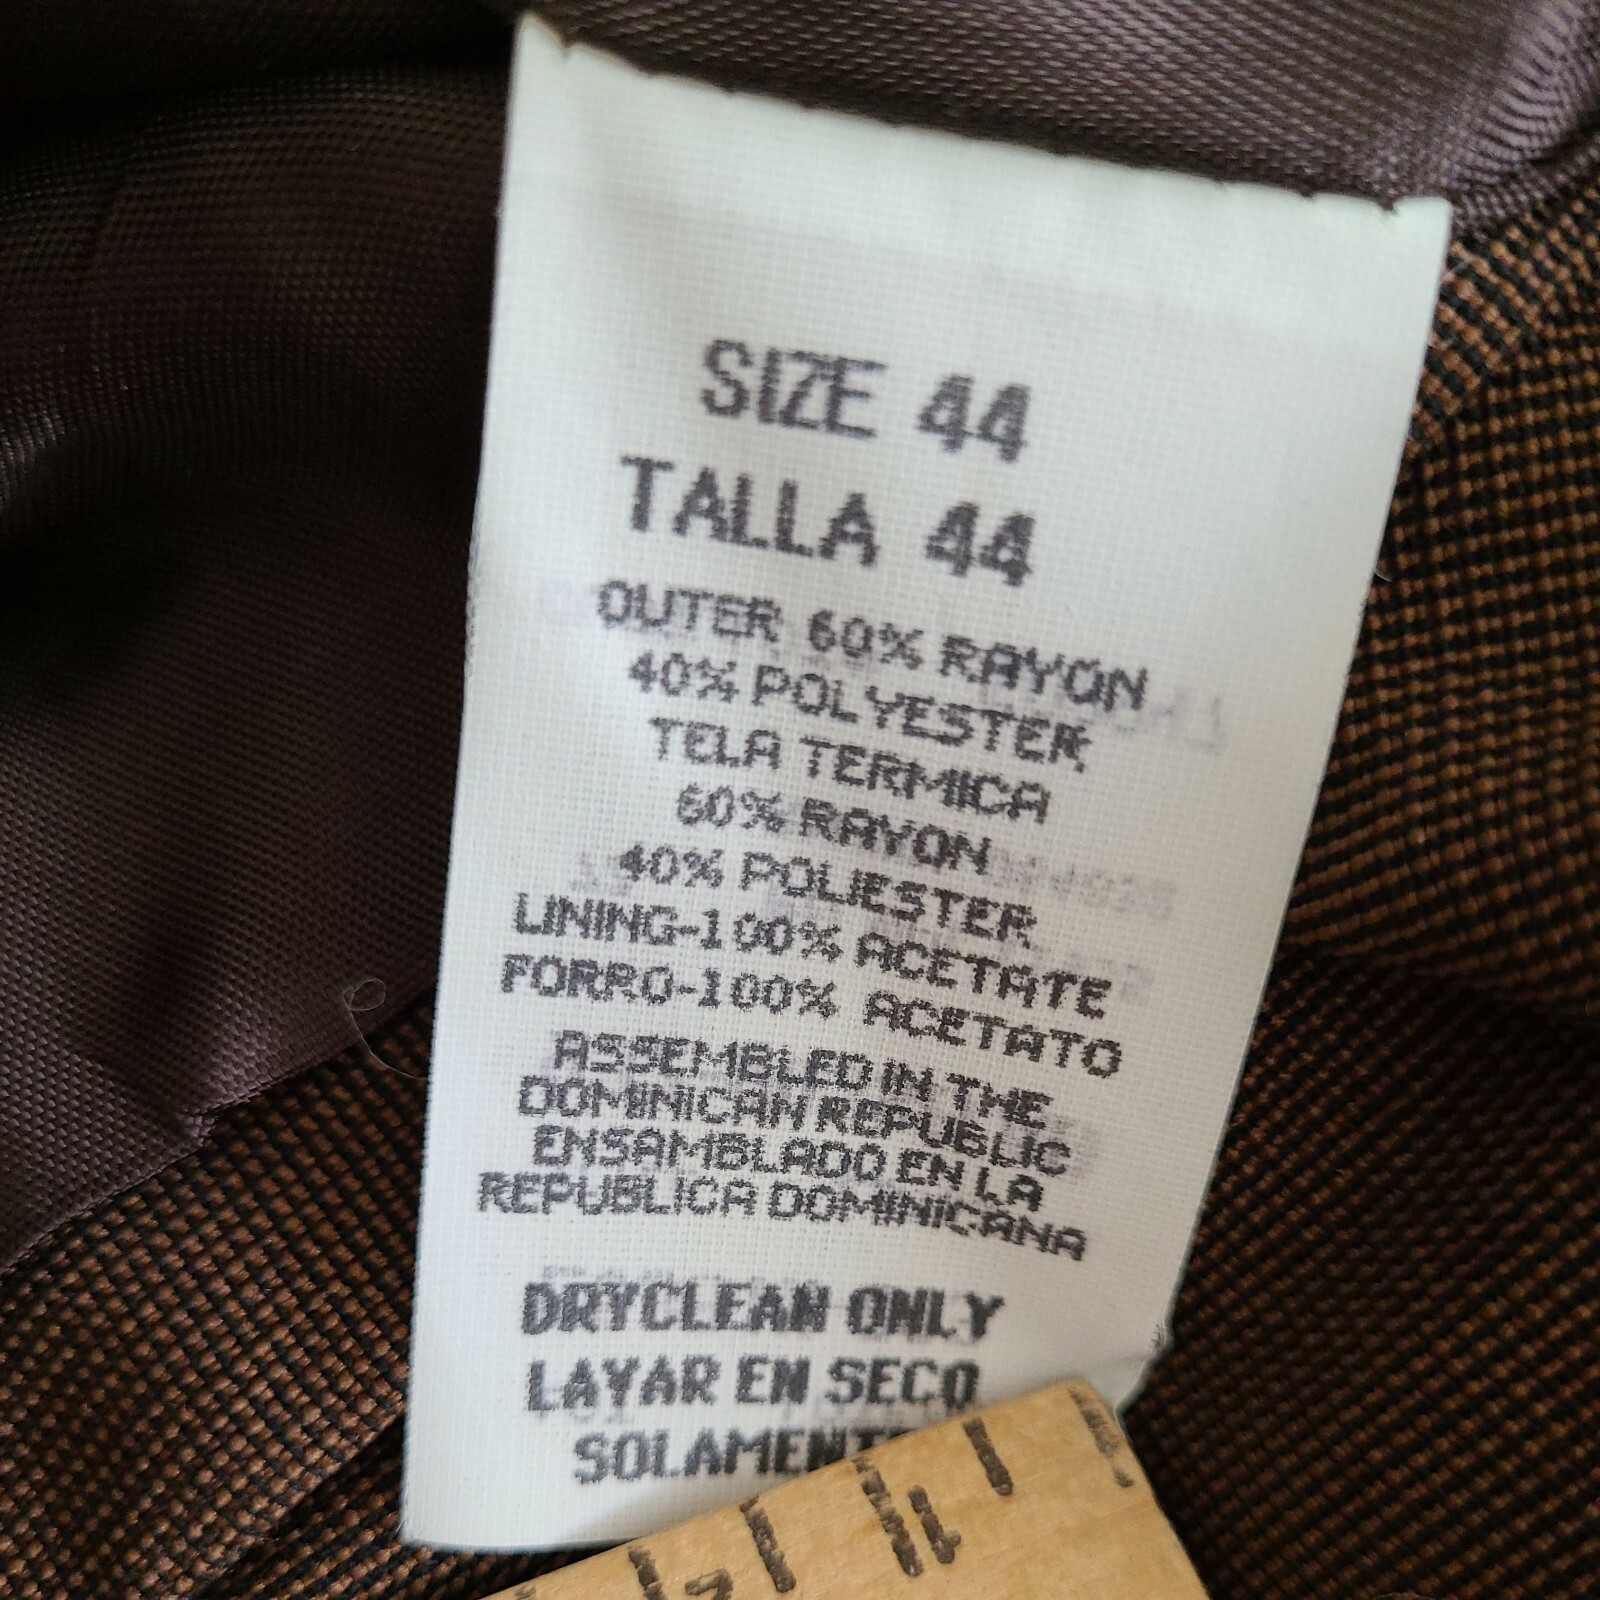 SIZE 44
TALLA 44
OUTER 60% RAYON
40% POLYESTER,
TELA TERMICA
60% RAYON
40% POLIESTER
LINING-100% ACETATE
FORRO-100% ACETATO
ASSEMBLED IN THE
DOMINICAN REPUBLIC
ENSAMBLADO EN LA
REPUBLICA DOMINICANA
DRYCLEAN ONLY
LAVAR EN SECO
SOLAMENT